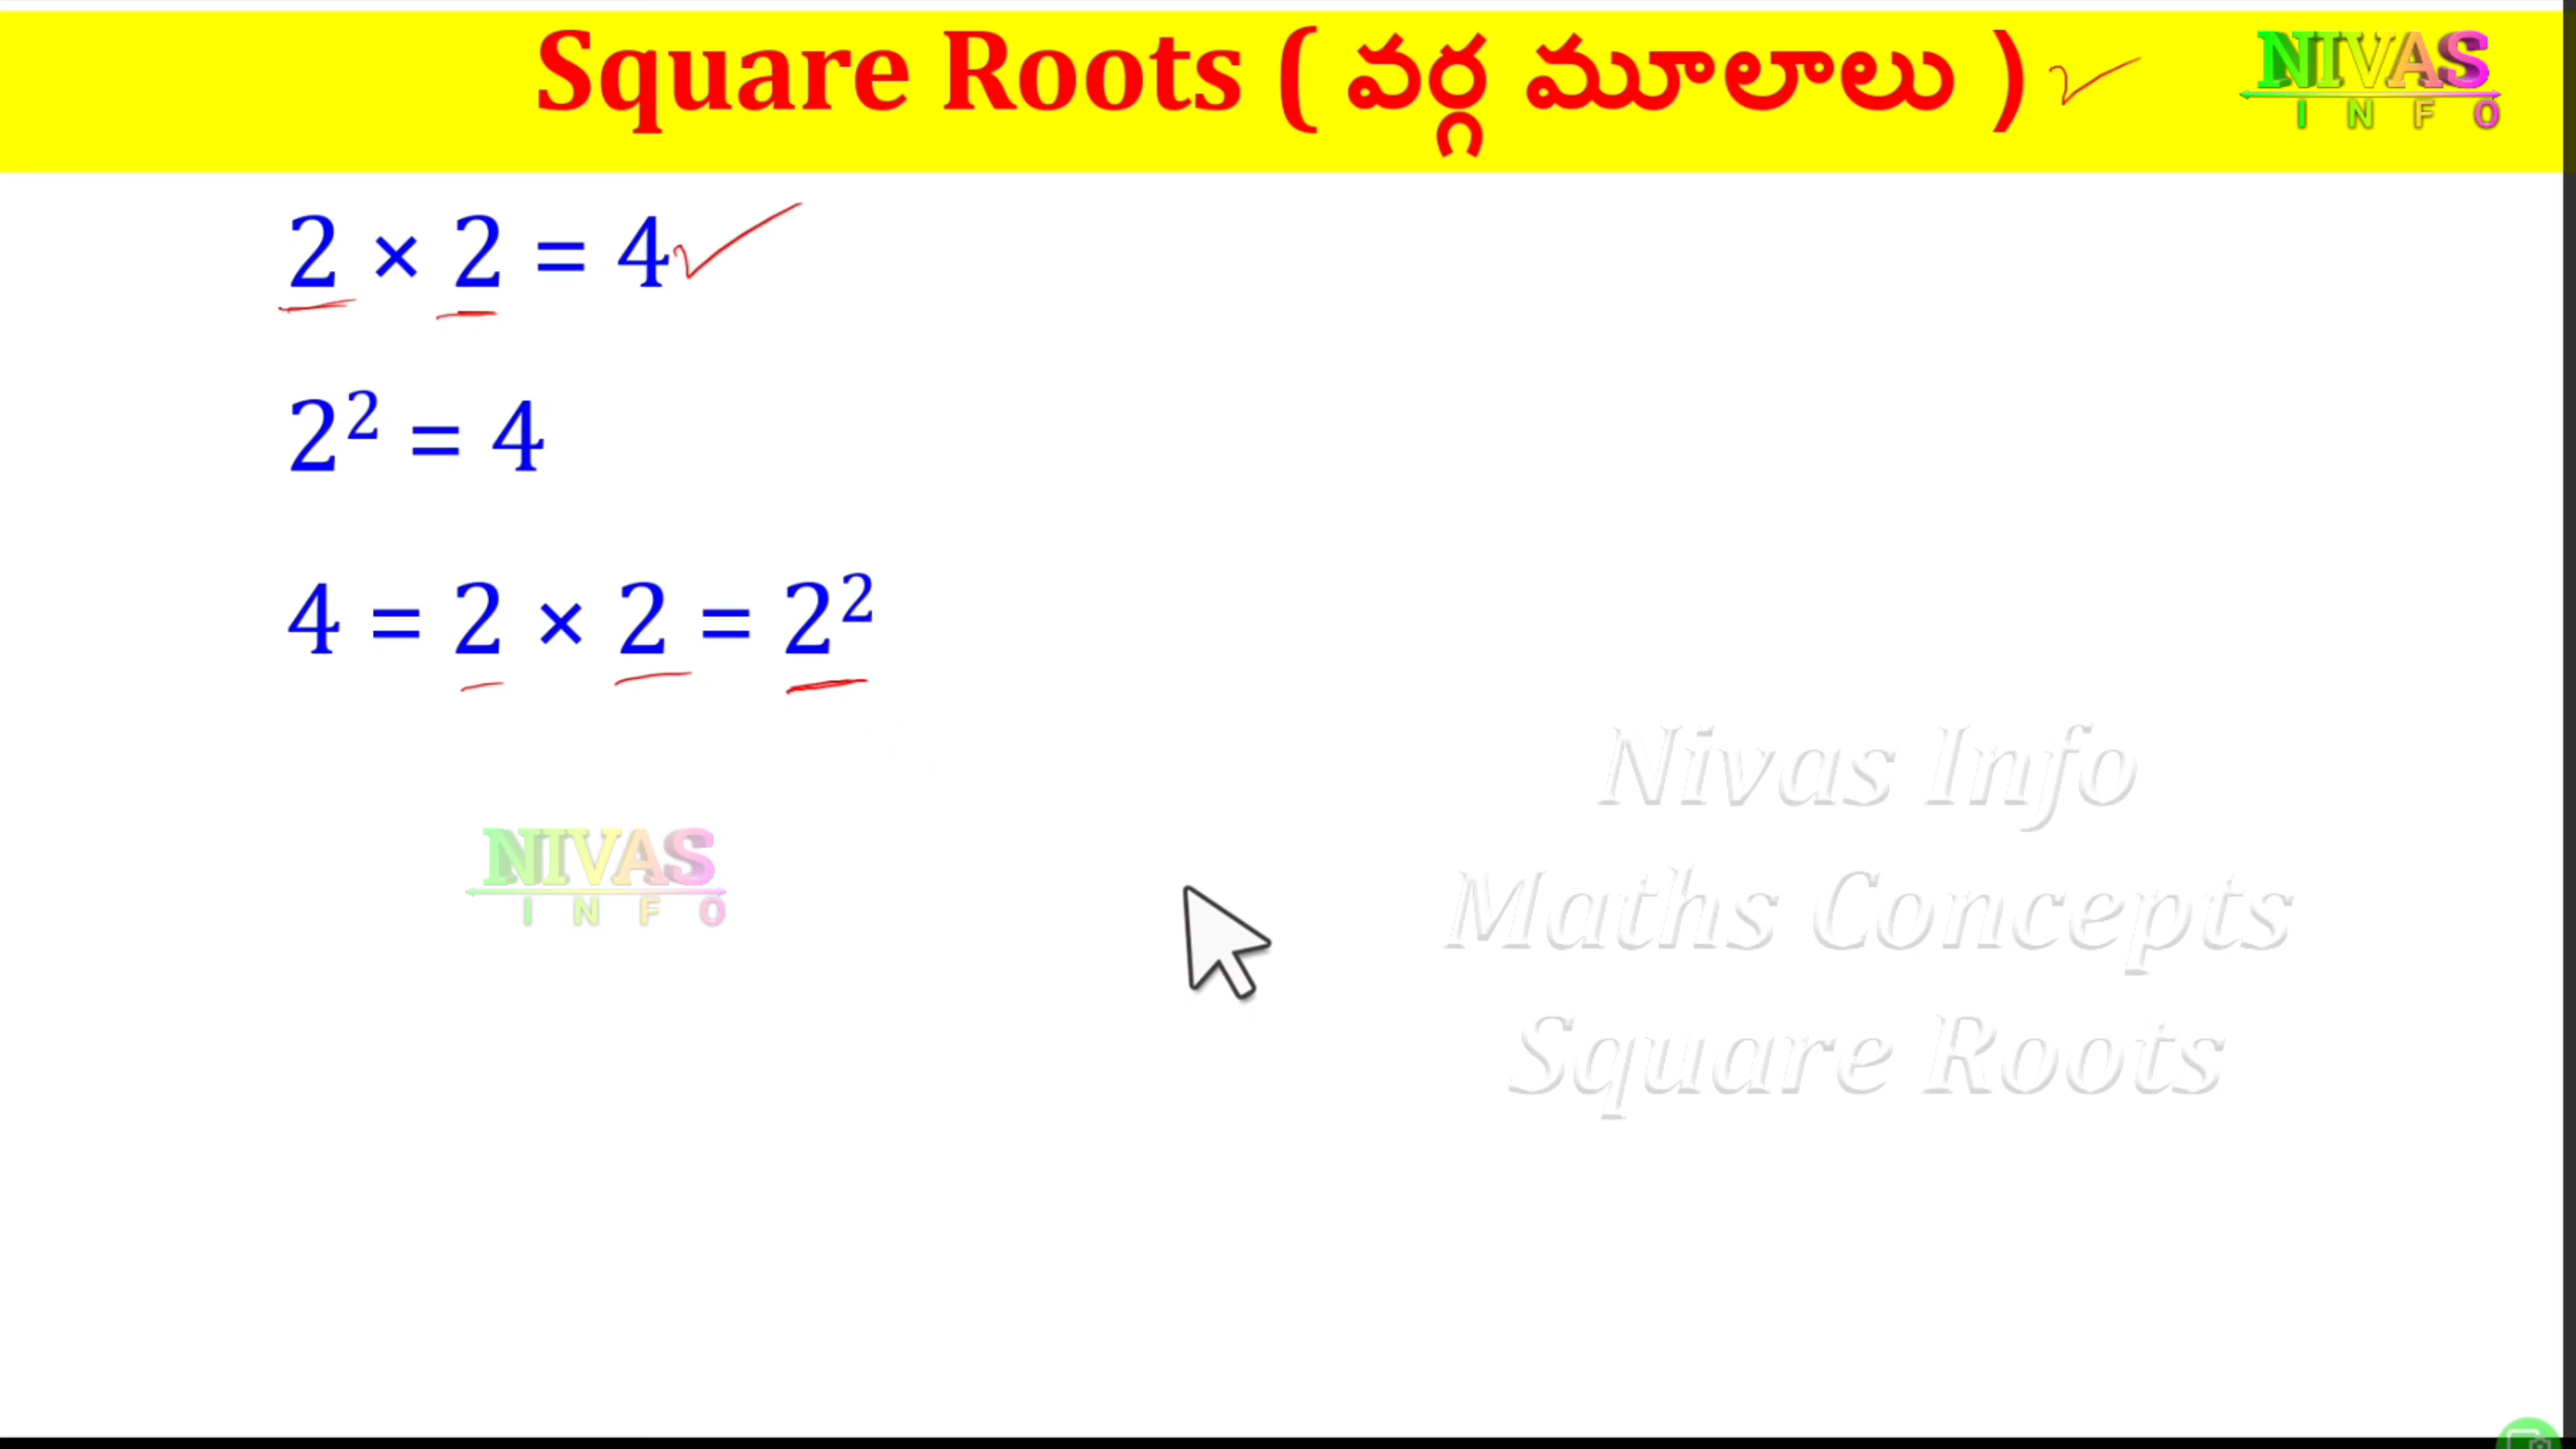 Square Roots ( వర్గ మూలాలు )
NIVAS
INFO
2 × 2 = 4
2² = 4
4 = 2 × 2 = 2²
Nivas Info
Maths Concepts
Square Roots
NIVAS
INFO